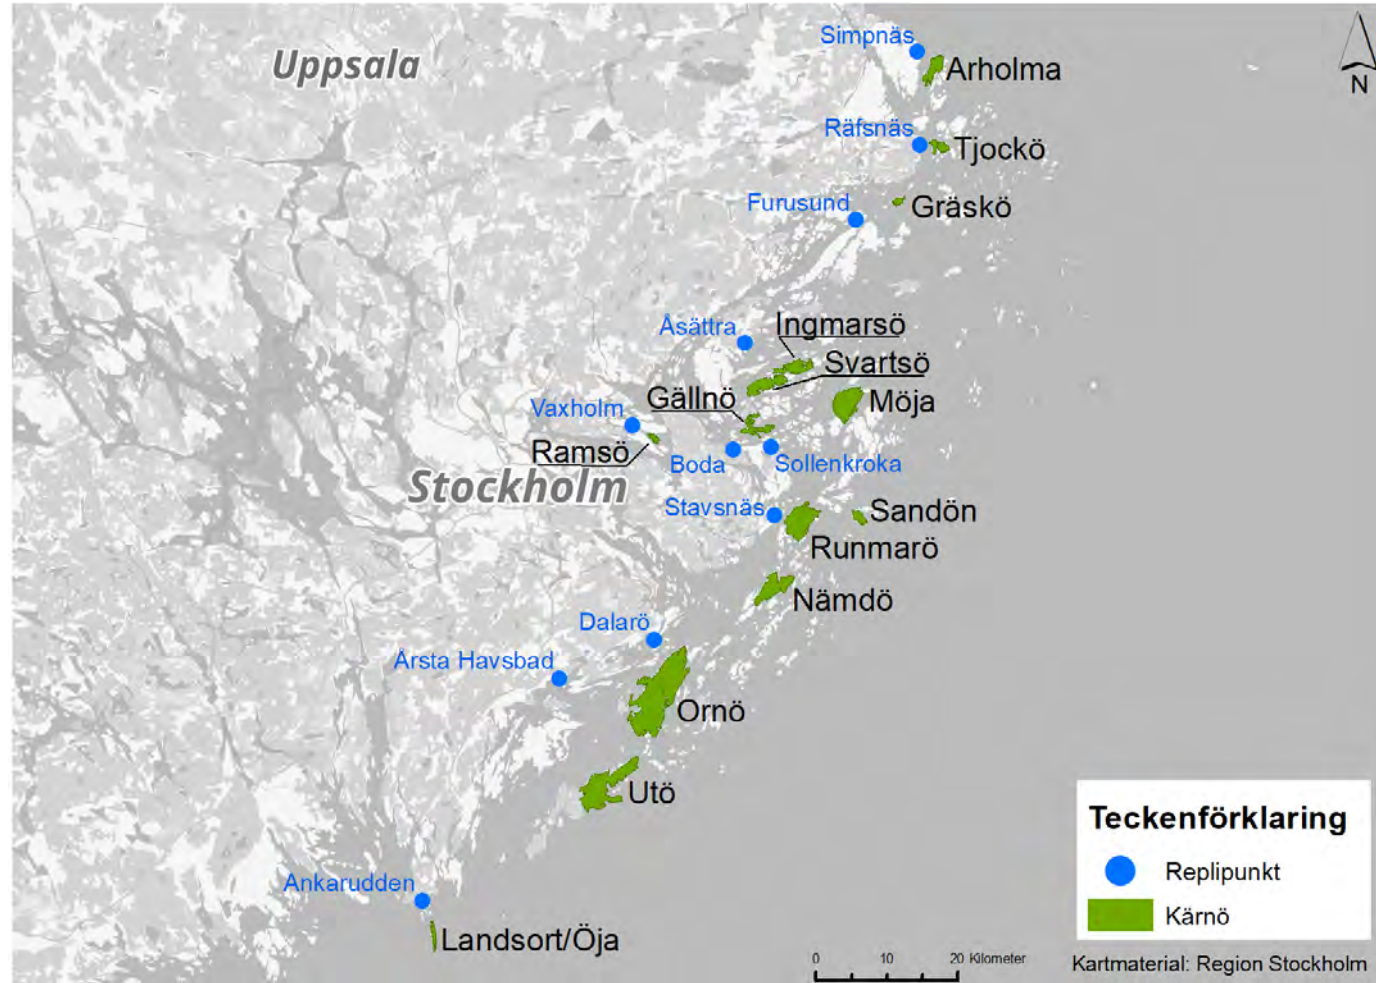 Simpnäs
Uppsala
Arholma
N
Räfsnäs
Tjockö
Furusund
Gräskö
Åsättra
Ingmarsö
Svartsö
Gällnö
Möja
Vaxholm
Ramsö
Boda
Sollenkroka
Stockholm
Stavsnäs
Sandön
Runmarö
Nämdö
Dalarö
Årsta Havsbad
Ornö
Utö
Teckenförklaring
Replipunkt
Kärnö
Ankarudden
Landsort/Öja
0 10 20 Kilometer
Kartmaterial: Region Stockholm